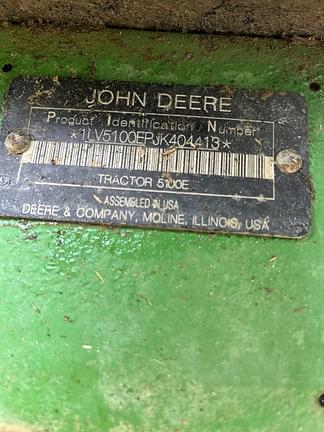 JOHN DEERE
Product Identification Number
*1LV5100EPJK404413*
TRACTOR 5100E
ASSEMBLED IN USA
DEERE & COMPANY, MOLINE, ILLINOIS, USA